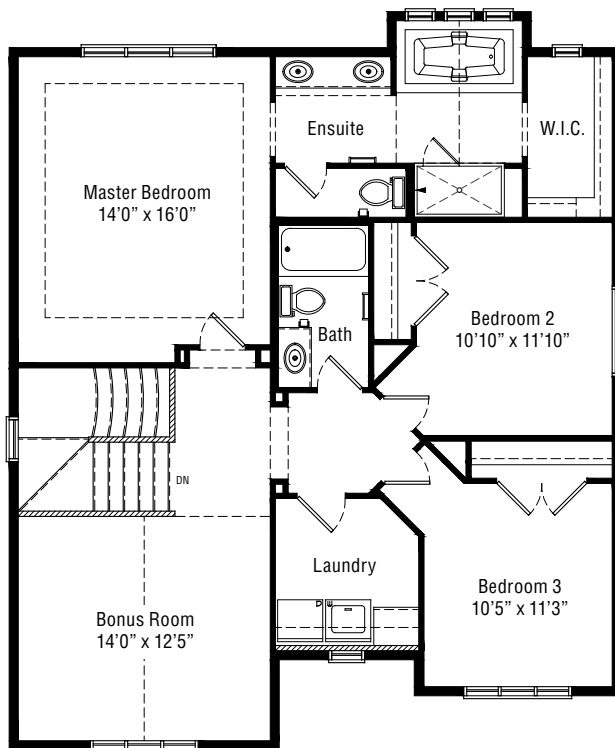 Ensuite
W.I.C.
Master Bedroom
14’0” x 16’0”
Bath
Bedroom 2
10’10” x 11’10”
DN
Laundry
Bonus Room
14’0” x 12’5”
Bedroom 3
10’5” x 11’3”